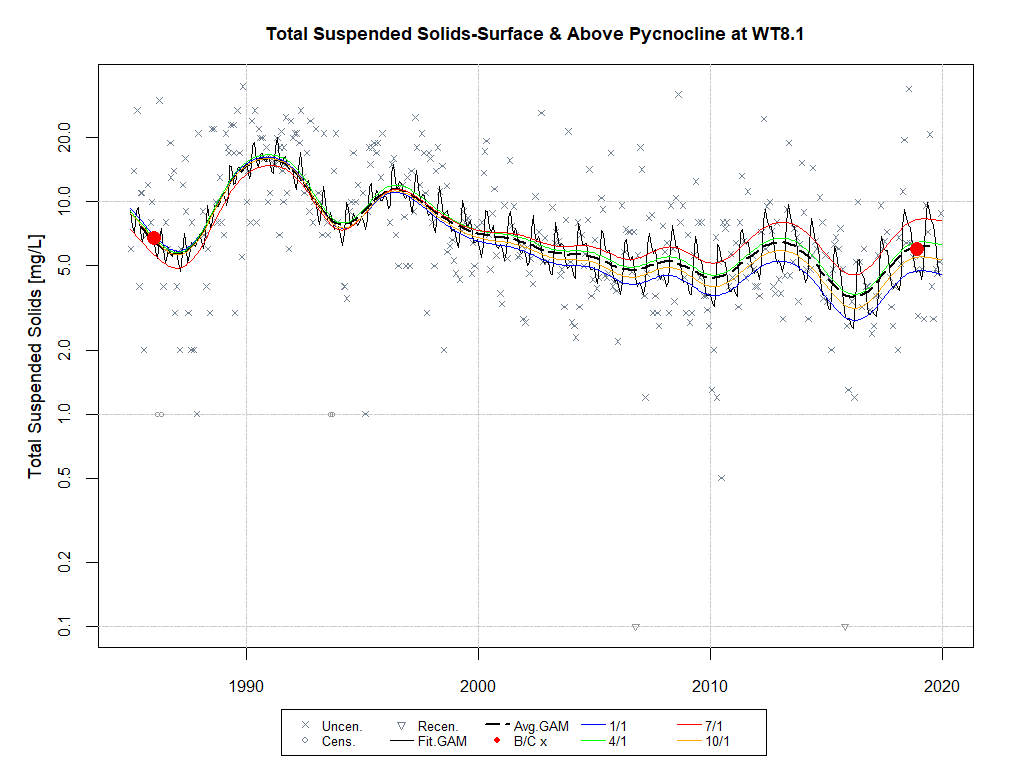 Total Suspended Solids-Surface & Above Pycnocline at WT8.1
Total Suspended Solids [mg/L]
20.0
10.0
5.0
2.0
1.0
0.5
0.2
0.1
1990 2000 2010 2020
Uncen. Recen. Avg.GAM 1/1 7/1
Cens. Fit.GAM B/C x 4/1 10/1